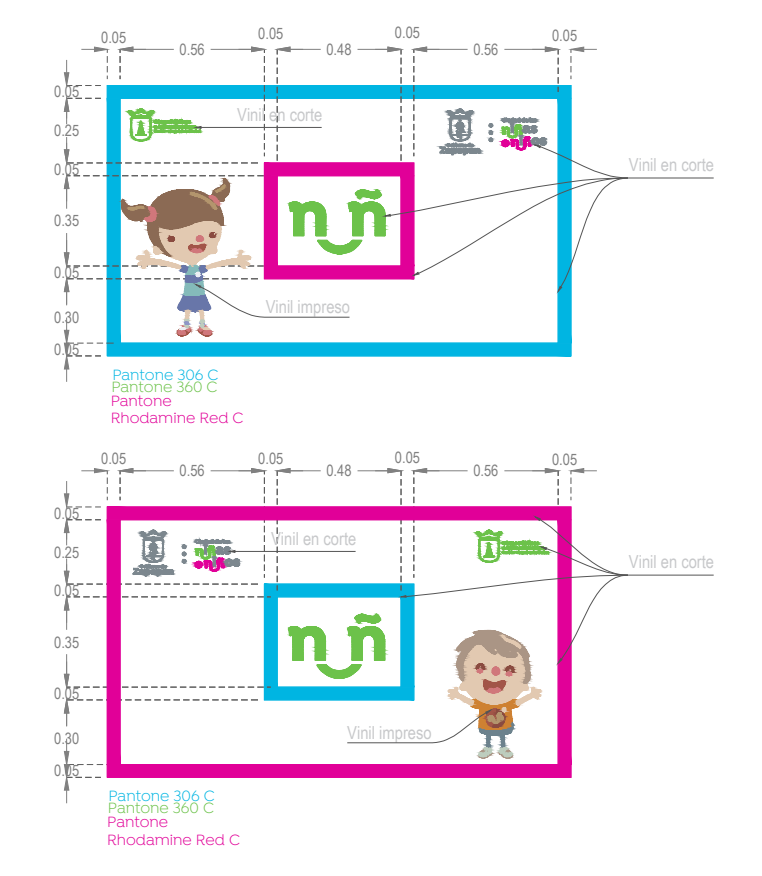 0.05 0.05 0.05 0.05
0.56 0.48 0.56
0.05
0.25
0.05
0.35
0.05
0.30
0.05
Vinil en corte
Vinil en corte
nuñ
Vinil impreso
Pantone 306 C
Pantone 360 C
Pantone
Rhodamine Red C
0.05 0.05 0.05 0.05
0.56 0.48 0.56
0.05
0.25
0.05
0.35
0.05
0.30
0.05
Vinil en corte
Vinil en corte
nuñ
Vinil impreso
Pantone 306 C
Pantone 360 C
Pantone
Rhodamine Red C